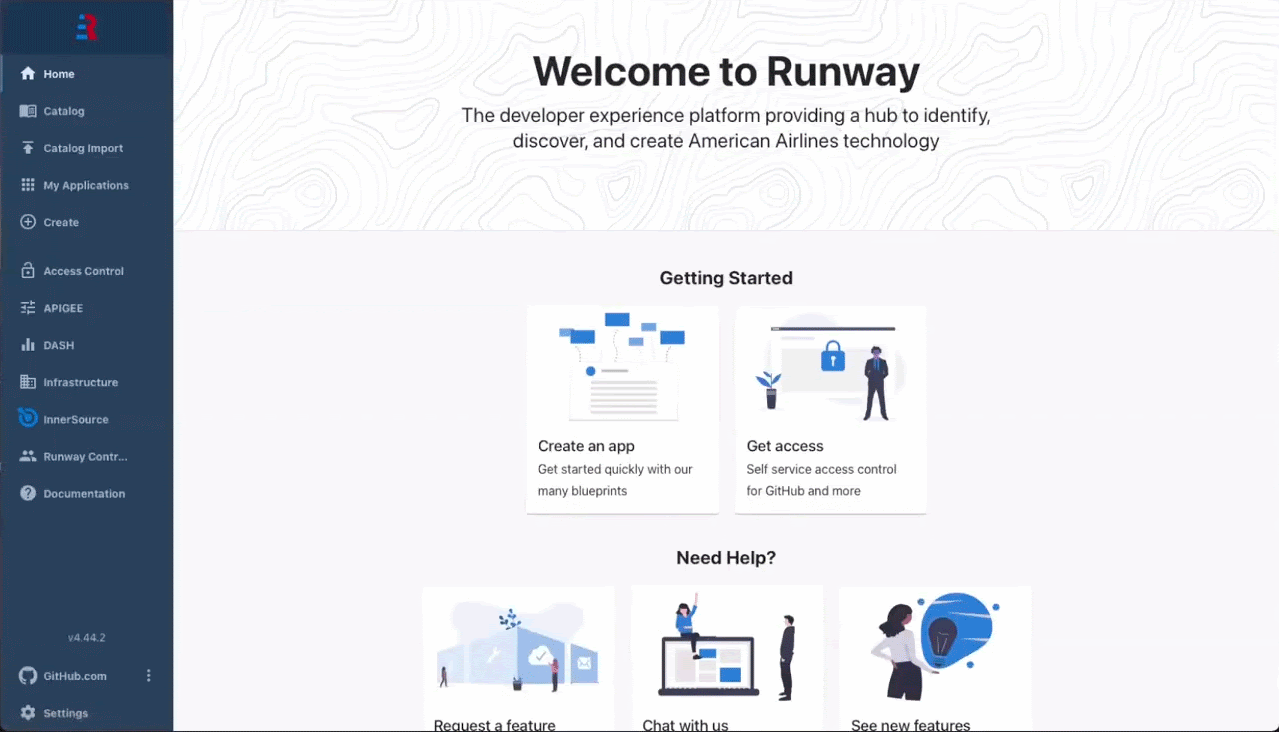 R
Home
Catalog
Catalog Import
My Applications
Create
Access Control
APIGEE
DASH
Infrastructure
InnerSource
Runway Contr...
Documentation
v4.44.2
GitHub.com
Settings
Welcome to Runway
The developer experience platform providing a hub to identify,
discover, and create American Airlines technology
Getting Started
Create an app
Get started quickly with our
many blueprints
Get access
Self service access control
for GitHub and more
Need Help?
Request a feature
Chat with us
See new features